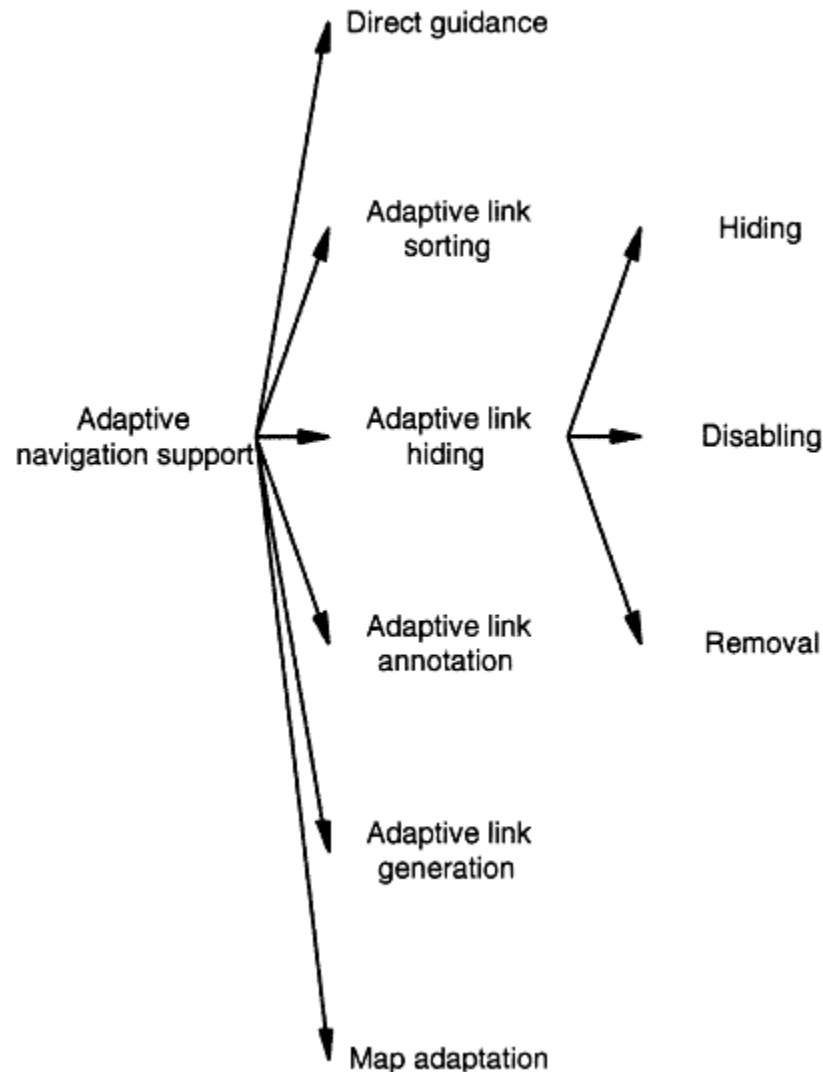 Direct guidance
Adaptive link
sorting
Hiding
Adaptive
navigation support
Adaptive link
hiding
Disabling
Adaptive link
annotation
Removal
Adaptive link
generation
Map adaptation